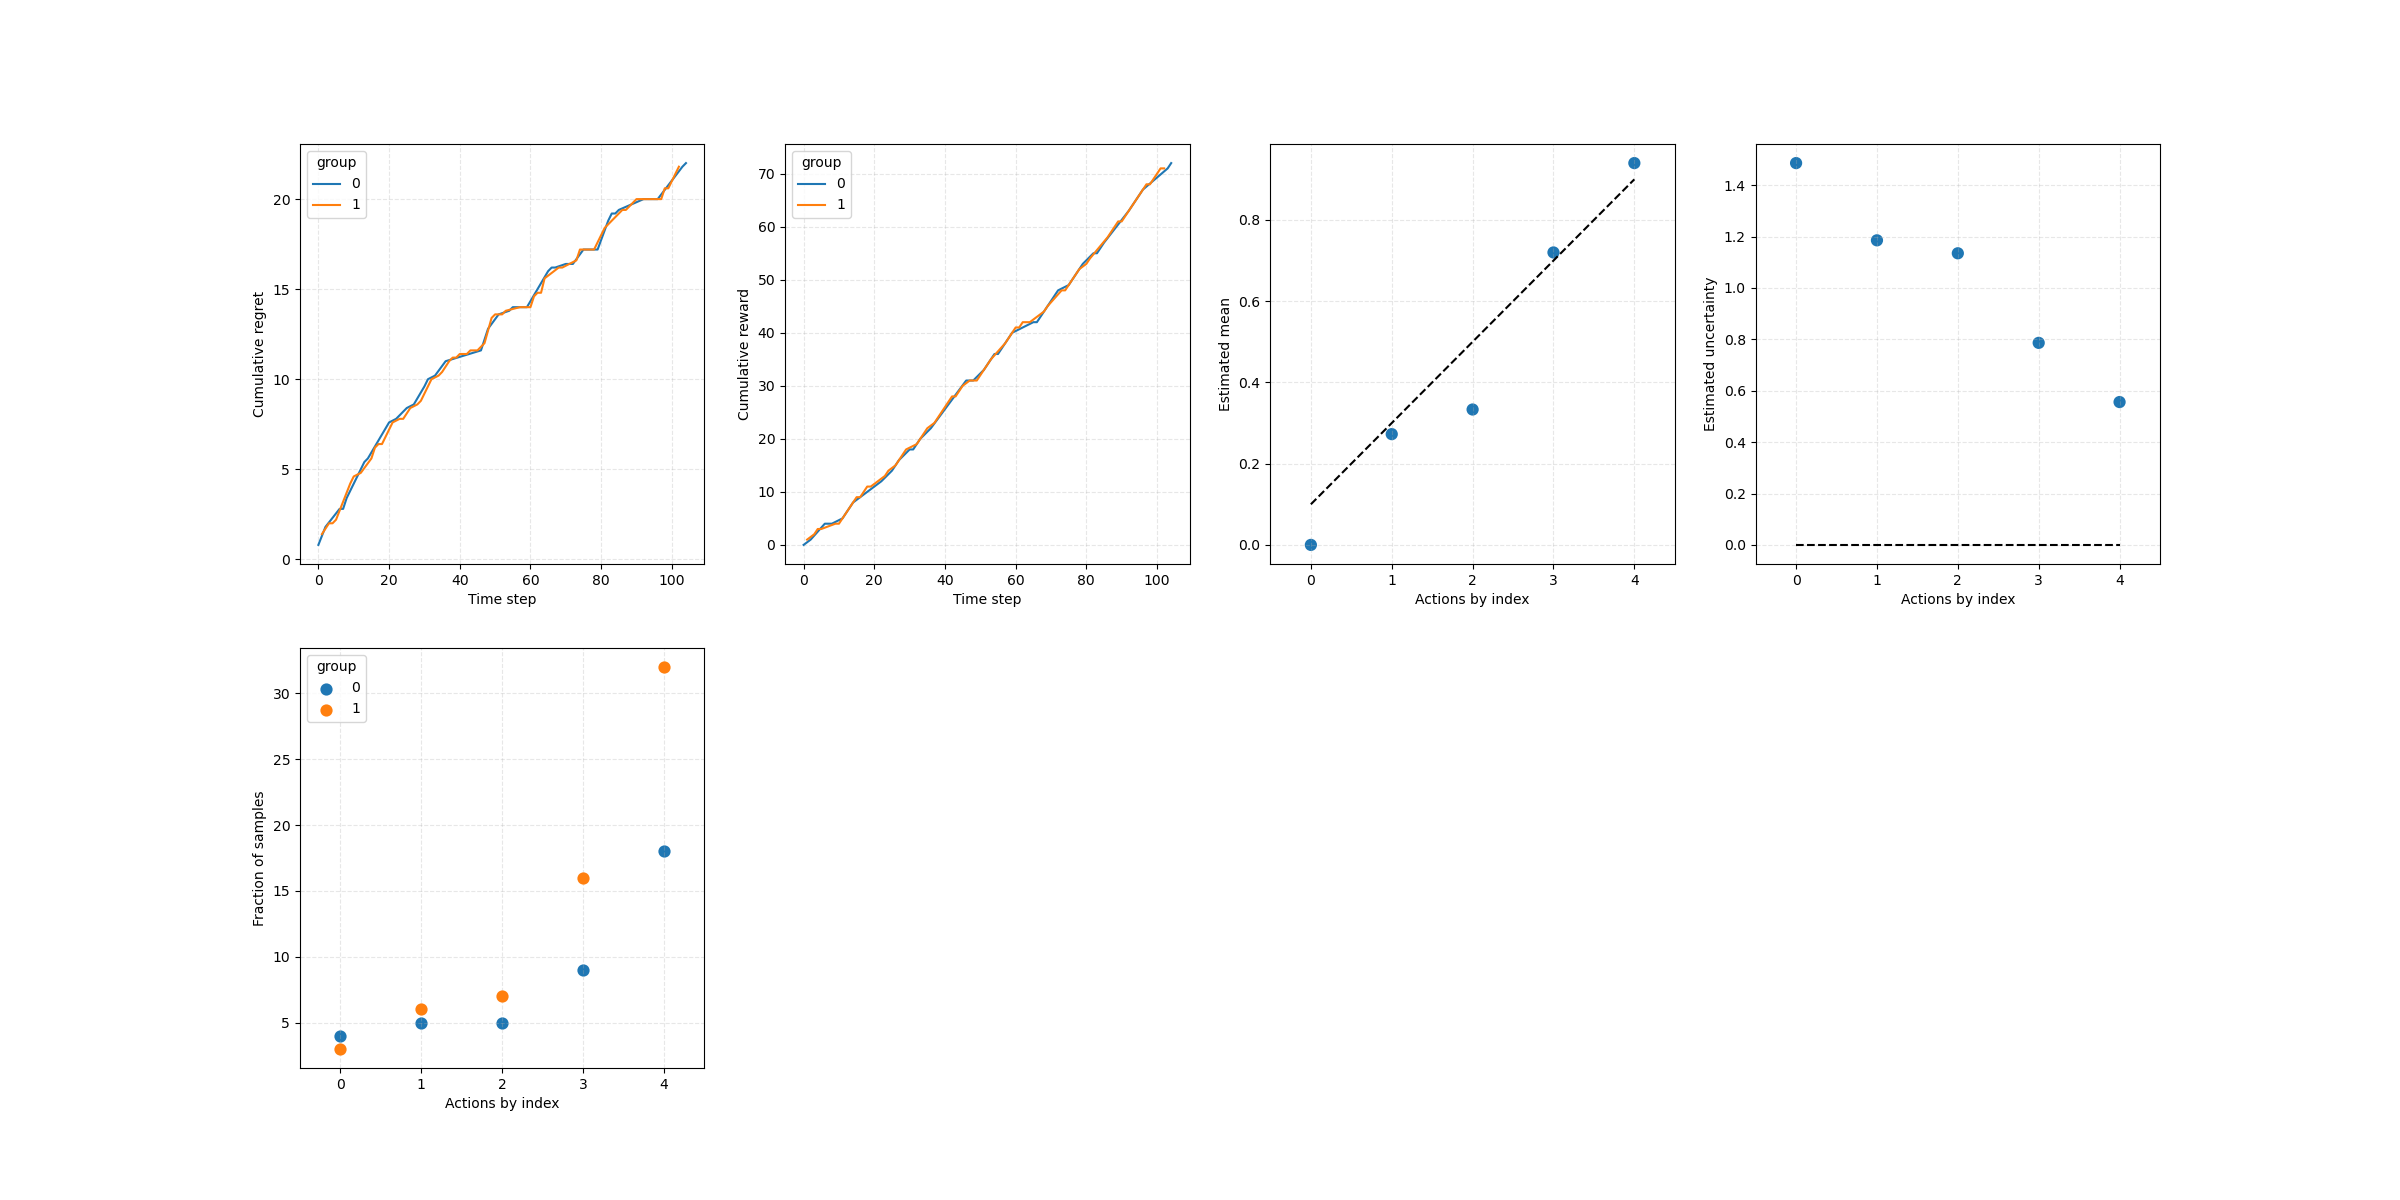 group
0
1
20
15
10
5
0
Cumulative regret
0 20 40 60 80 100
Time step
group
0
1
70
60
50
40
30
20
10
0
Cumulative reward
0 20 40 60 80 100
Time step
0.8
0.6
0.4
0.2
0.0
Estimated mean
0 1 2 3 4
Actions by index
1.4
1.2
1.0
0.8
0.6
0.4
0.2
0.0
Estimated uncertainty
0 1 2 3 4
Actions by index
group
0
1
30
25
20
15
10
5
Fraction of samples
0 1 2 3 4
Actions by index